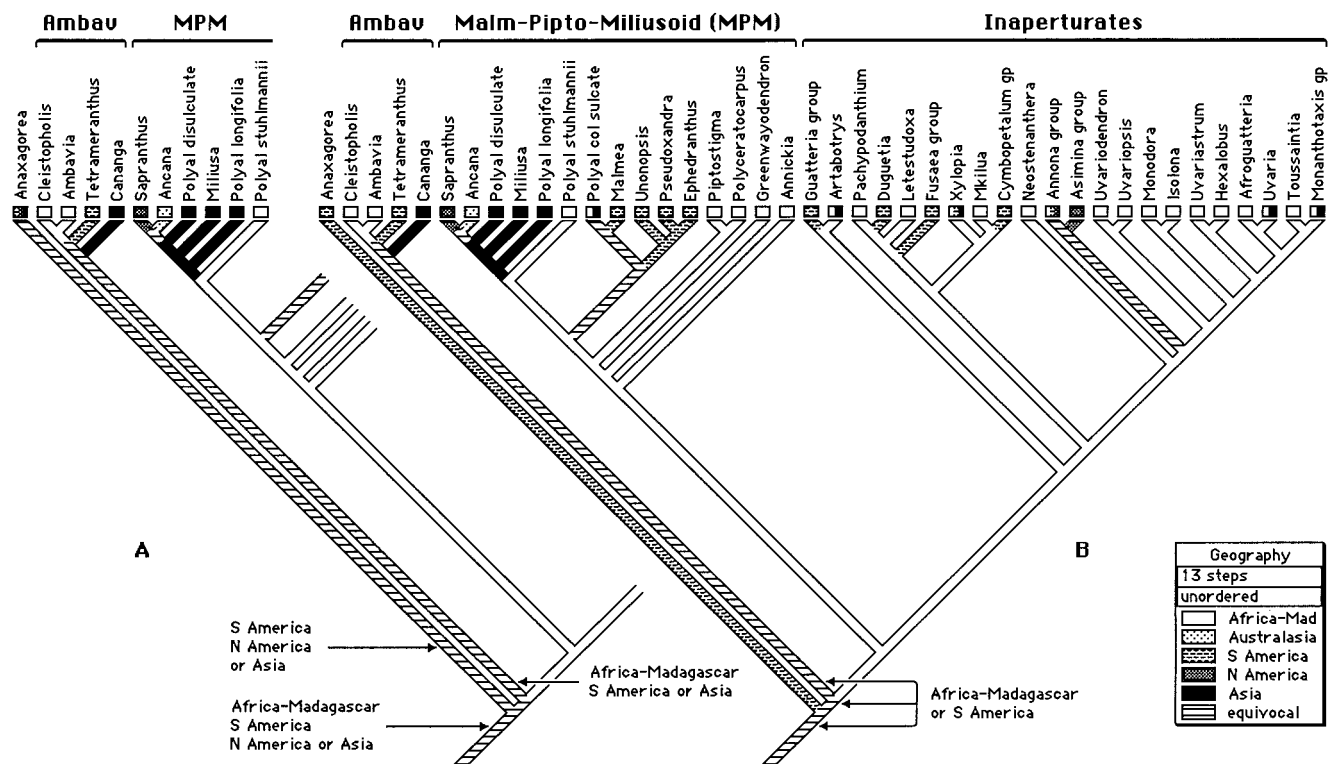 Ambav
MPM
Ambav
Malm-Pipto-Miliusoid (MPM)
Inaperturates
Anaxagorea
Cleistopholis
Ambavia
Tetrameranthus
Cananga
Sapranthus
Ancana
Polyal disulculate
Miliusa
Polyal longifolia
Polyal stuhlmannii
Anaxagorea
Cleistopholis
Ambavia
Tetrameranthus
Cananga
Sapranthus
Ancana
Polyal disulculate
Miliusa
Polyal longifolia
Polyal stuhlmannii
Polyal col sulcate
Malmea
Unonopsis
Pseudoxandra
Ephedranthus
Piptostigma
Polyceratocarpus
Greenwayodendron
Annickia
Guatteria group
Artabotrys
Pachypodanthium
Duguetia
Letestudoxa
Fusaea group
Xylopia
Mkilua
Cymbopetalum gp
Neostenanthera
Annona group
Asimina group
Uvariodendron
Uvariopsis
Monodora
Isolona
Uvariastrum
Hexalobus
Afroguatteria
Uvaria
Toussaintia
Monanthotaxis gp
A
B
S America
N America
or Asia
Africa-Madagascar
S America
N America or Asia
Africa-Madagascar
S America or Asia
Africa-Madagascar
or S America
Geography
13 steps
unordered
Africa-Mad
Australasia
S America
N America
Asia
equivocal